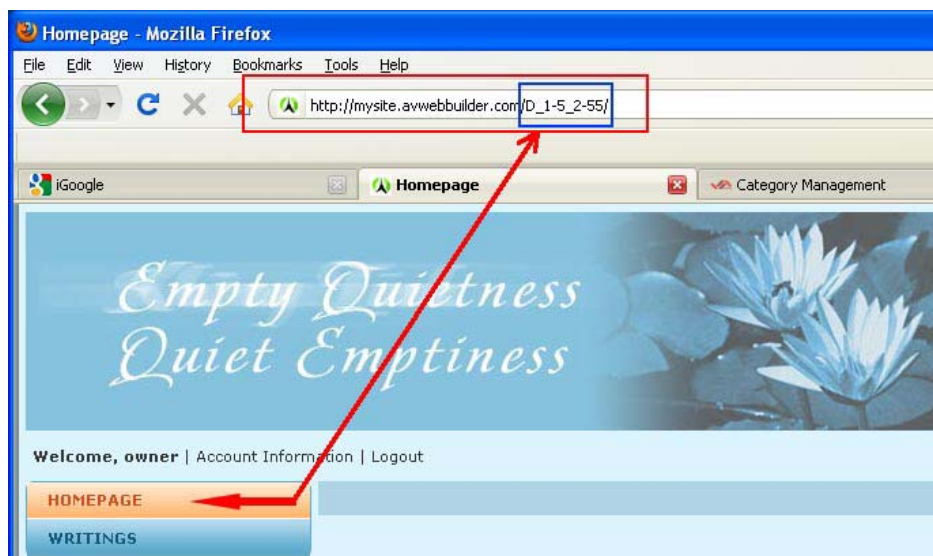 Homepage - Mozilla Firefox
File Edit View History Bookmarks Tools Help
http://mysite.avwebbuilder.com/D_1-5_2-55/
iGoogle Homepage Category Management
Empty Quietness
Quiet Emptiness
Welcome, owner | Account Information | Logout
HOMEPAGE
WRITINGS